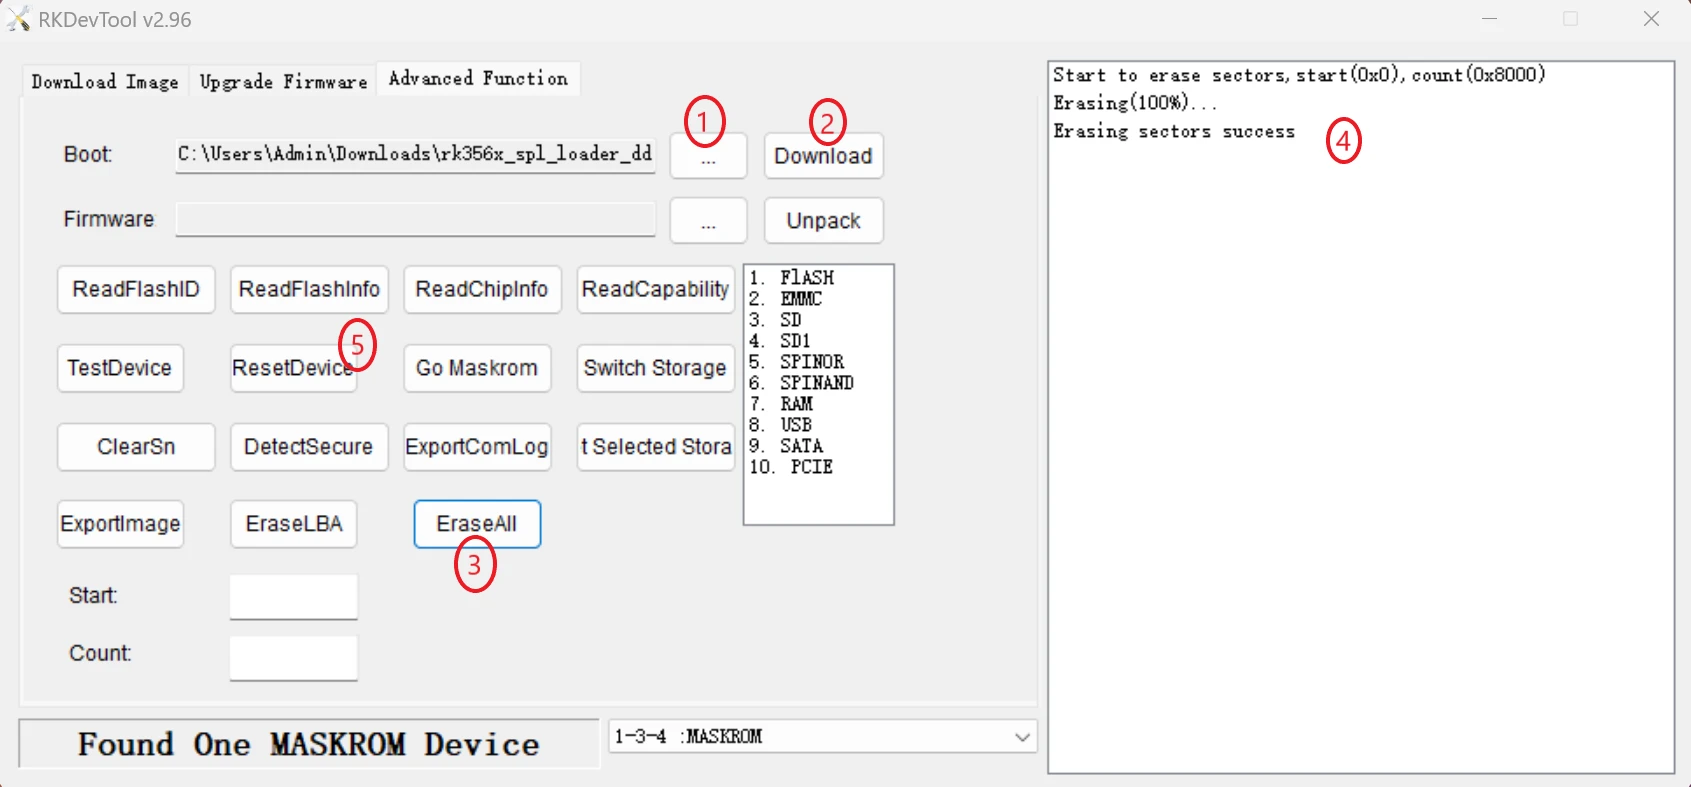 RKDevTool v2.96
Download Image
Upgrade Firmware
Advanced Function
Boot:
C:\Users\Admin\Downloads\rk356x_spl_loader_dd
...
1
Download
2
Firmware
...
Unpack
ReadFlashID
ReadFlashInfo
ReadChipInfo
ReadCapability
TestDevice
ResetDevice
5
Go Maskrom
Switch Storage
ClearSn
DetectSecure
ExportComLog
t Selected Stora
ExportImage
EraseLBA
EraseAll
3
1. FlASH
2. EMMC
3. SD
4. SD1
5. SPINOR
6. SPINAND
7. RAM
8. USB
9. SATA
10. PCIE
Start:
Count:
Found One MASKROM Device
1-3-4 :MASKROM
Start to erase sectors,start(0x0),count(0x8000)
Erasing(100%)...
Erasing sectors success
4